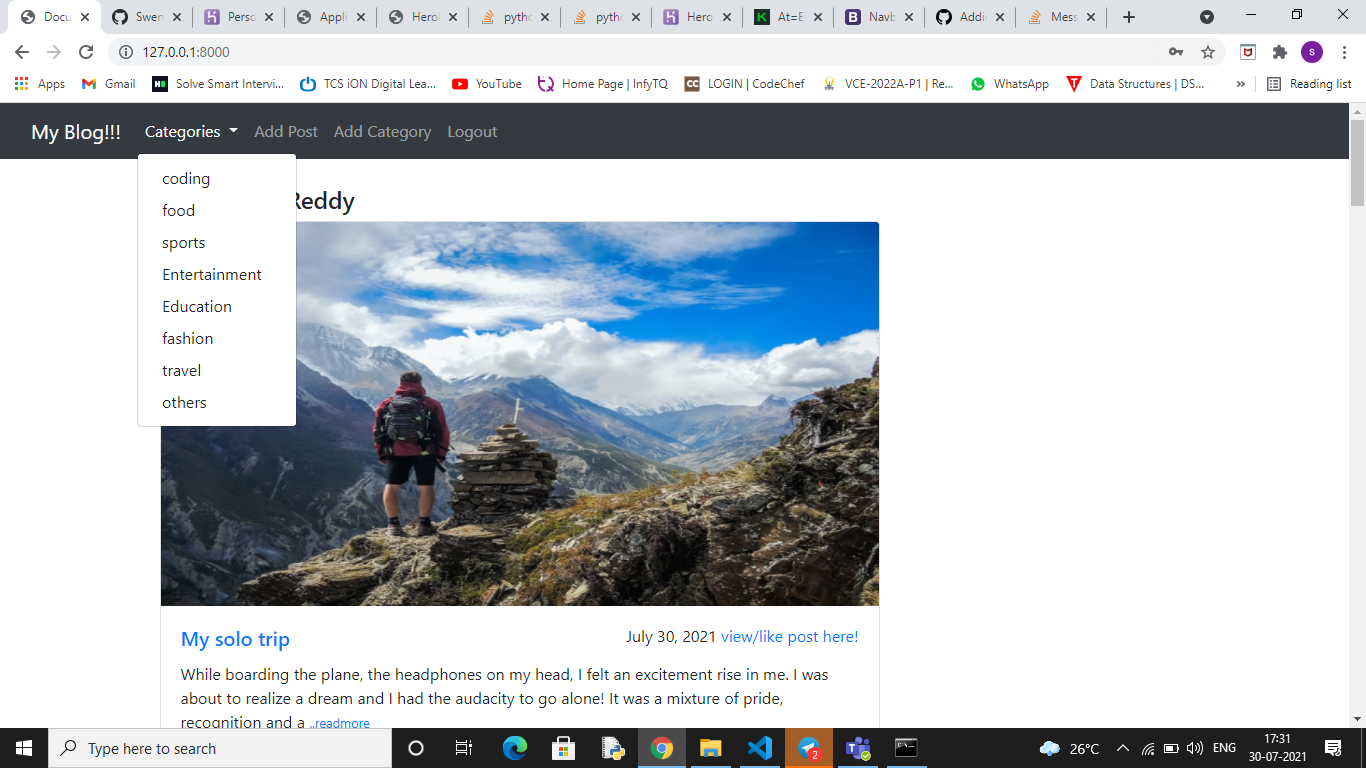 Docu Swen Perso Appli Herol pytho pytho Hero At=E Navb Addi Mess
127.0.0.1:8000
Apps Gmail Solve Smart Intervi... TCS iON Digital Lea... YouTube Home Page | InfyTQ LOGIN | CodeChef VCE-2022A-P1 | Re... WhatsApp Data Structures | DS... » Reading list
My Blog!!! Categories Add Post Add Category Logout
coding
Reddy
food
sports
Entertainment
Education
fashion
travel
others
My solo trip July 30, 2021 view/like post here!
While boarding the plane, the headphones on my head, I felt an excitement rise in me. I was
about to realize a dream and I had the audacity to go alone! It was a mixture of pride,
recognition and a ..readmore
Type here to search 2 26°C ENG 17:31
30-07-2021